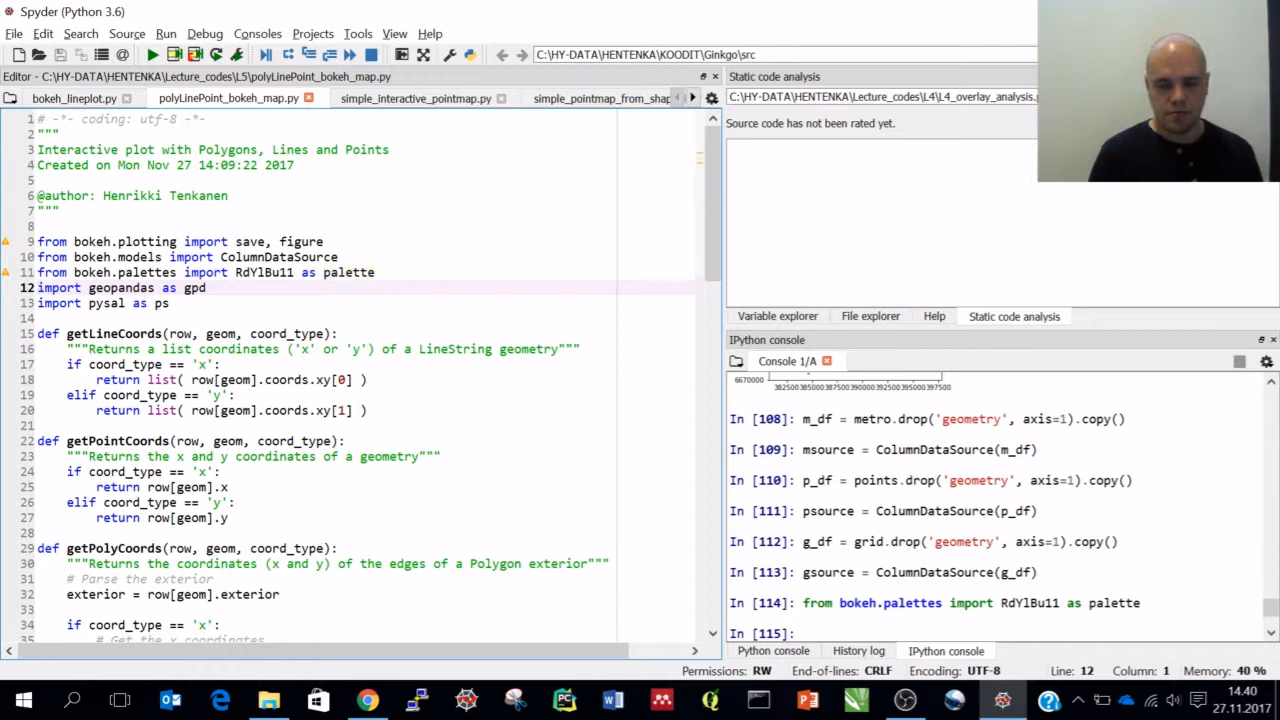 Spyder (Python 3.6)
File Edit Search Source Run Debug Consoles Projects Tools View Help
C:\HY-DATA\HENTENKA\KOODIT\Ginkgo\src
Editor - C:\HY-DATA\HENTENKA\Lecture_codes\L5\polyLinePoint_bokeh_map.py
bokeh_lineplot.py polyLinePoint_bokeh_map.py simple_interactive_pointmap.py simple_pointmap_from_shap
1 # -*- coding: utf-8 -*-
2 """
3 Interactive plot with Polygons, Lines and Points
4 Created on Mon Nov 27 14:09:22 2017
5
6 @author: Henrikki Tenkanen
7 """
8
9 from bokeh.plotting import save, figure
10 from bokeh.models import ColumnDataSource
11 from bokeh.palettes import RdYlBu11 as palette
12 import geopandas as gpd
13 import pysal as ps
14
15 def getLineCoords(row, geom, coord_type):
16 """Returns a list coordinates ('x' or 'y') of a LineString geometry"""
17 if coord_type == 'x':
18 return list( row[geom].coords.xy[0] )
19 elif coord_type == 'y':
20 return list( row[geom].coords.xy[1] )
21
22 def getPointCoords(row, geom, coord_type):
23 """Returns the x and y coordinates of a geometry"""
24 if coord_type == 'x':
25 return row[geom].x
26 elif coord_type == 'y':
27 return row[geom].y
28
29 def getPolyCoords(row, geom, coord_type):
30 """Returns the coordinates (x and y) of the edges of a Polygon exterior"""
31 # Parse the exterior
32 exterior = row[geom].exterior
33
34 if coord_type == 'x':
35 # Get the x coordinates
Static code analysis
C:\HY-DATA\HENTENKA\Lecture_codes\L4\L4_overlay_analysis.p
Source code has not been rated yet.
Variable explorer File explorer Help Static code analysis
IPython console
Console 1/A
6670000
382500 385000 387500 390000 392500 395000 397500
In [108]: m_df = metro.drop('geometry', axis=1).copy()
In [109]: msource = ColumnDataSource(m_df)
In [110]: p_df = points.drop('geometry', axis=1).copy()
In [111]: psource = ColumnDataSource(p_df)
In [112]: g_df = grid.drop('geometry', axis=1).copy()
In [113]: gsource = ColumnDataSource(g_df)
In [114]: from bokeh.palettes import RdYlBu11 as palette
In [115]:
Python console History log IPython console
Permissions: RW End-of-lines: CRLF Encoding: UTF-8 Line: 12 Column: 1 Memory: 40 %
14.40
27.11.2017